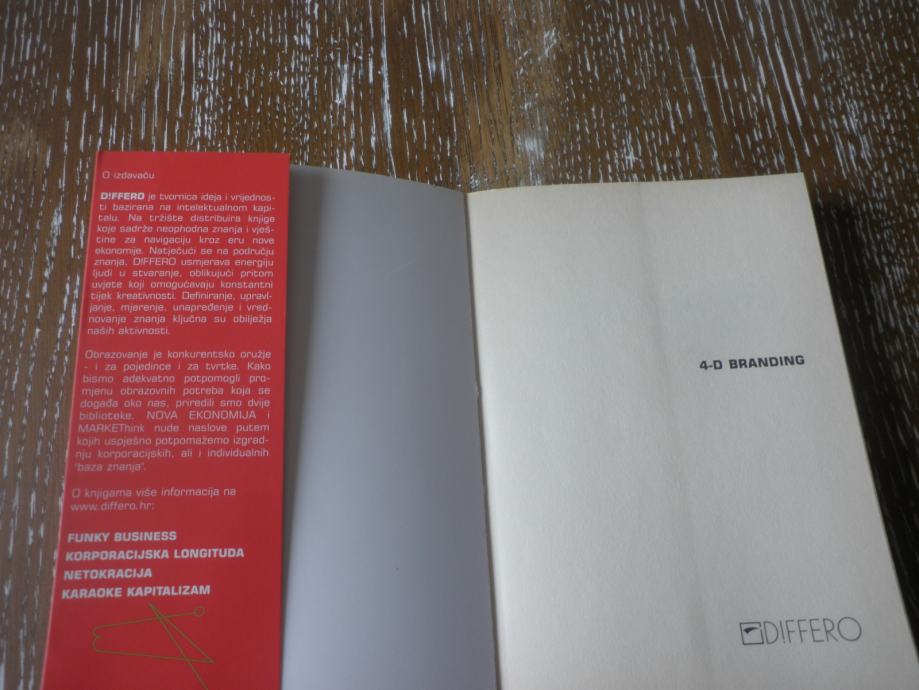 O izdavaču
D!FFERO je tvornica ideja i vrijednos-
ti bazirana na intelektualnom kapi-
talu. Na tržište distribuira knjige
koje sadrže neophodna znanja i vješ-
tine za navigaciju kroz eru nove
ekonomije. Natječući se na području
znanja, D!FFERO usmjerava energiju
ljudi u stvaranje, oblikujući pritom
uvjete koji omogućavaju konstantni
tijek kreativnosti. Definiranje, uprav-
ljanje, mjerenje, unapređenje i vred-
novanje znanja ključna su obilježja
naših aktivnosti.
Obrazovanje je konkurentsko oružje
- i za pojedince i za tvrtke. Kako
bismo adekvatno potpomogli pro-
mjenu obrazovnih potreba koja se
događa oko nas, priredili smo dvije
biblioteke. NOVA EKONOMIJA i
MARKEThink nude naslove putem
kojih uspješno potpomažemo izgrad-
nju korporacijskih, ali i individualnih
"baza znanja".
O knjigama više informacija na
www.differo.hr:
FUNKY BUSINESS
KORPORACIJSKA LONGITUDA
NETOKRACIJA
KARAOKE KAPITALIZAM
4-D BRANDING
D!FFERO